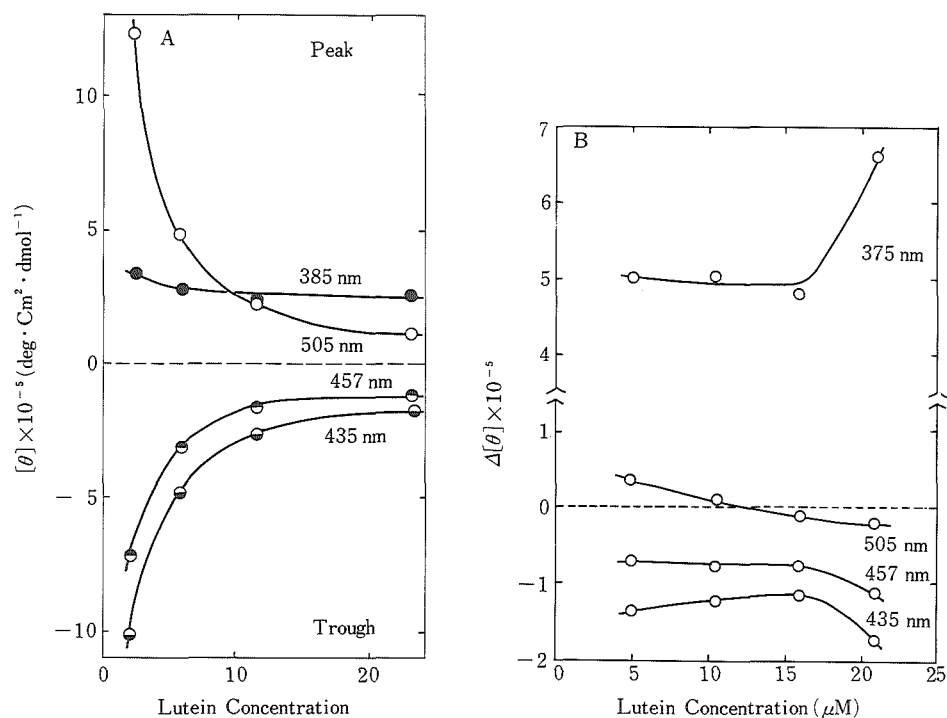 A
Peak
10
5
0
− 5
−10
[θ]×10⁻⁵ (deg·Cm²·dmol⁻¹)
385 nm
505 nm
457 nm
435 nm
Trough
0
10
20
Lutein Concentration
B
7
6
5
4
1
0
−1
−2
Δ[θ]×10⁻⁵
375 nm
505 nm
457 nm
435 nm
0
5
10
15
20
25
Lutein Concentration (μM)